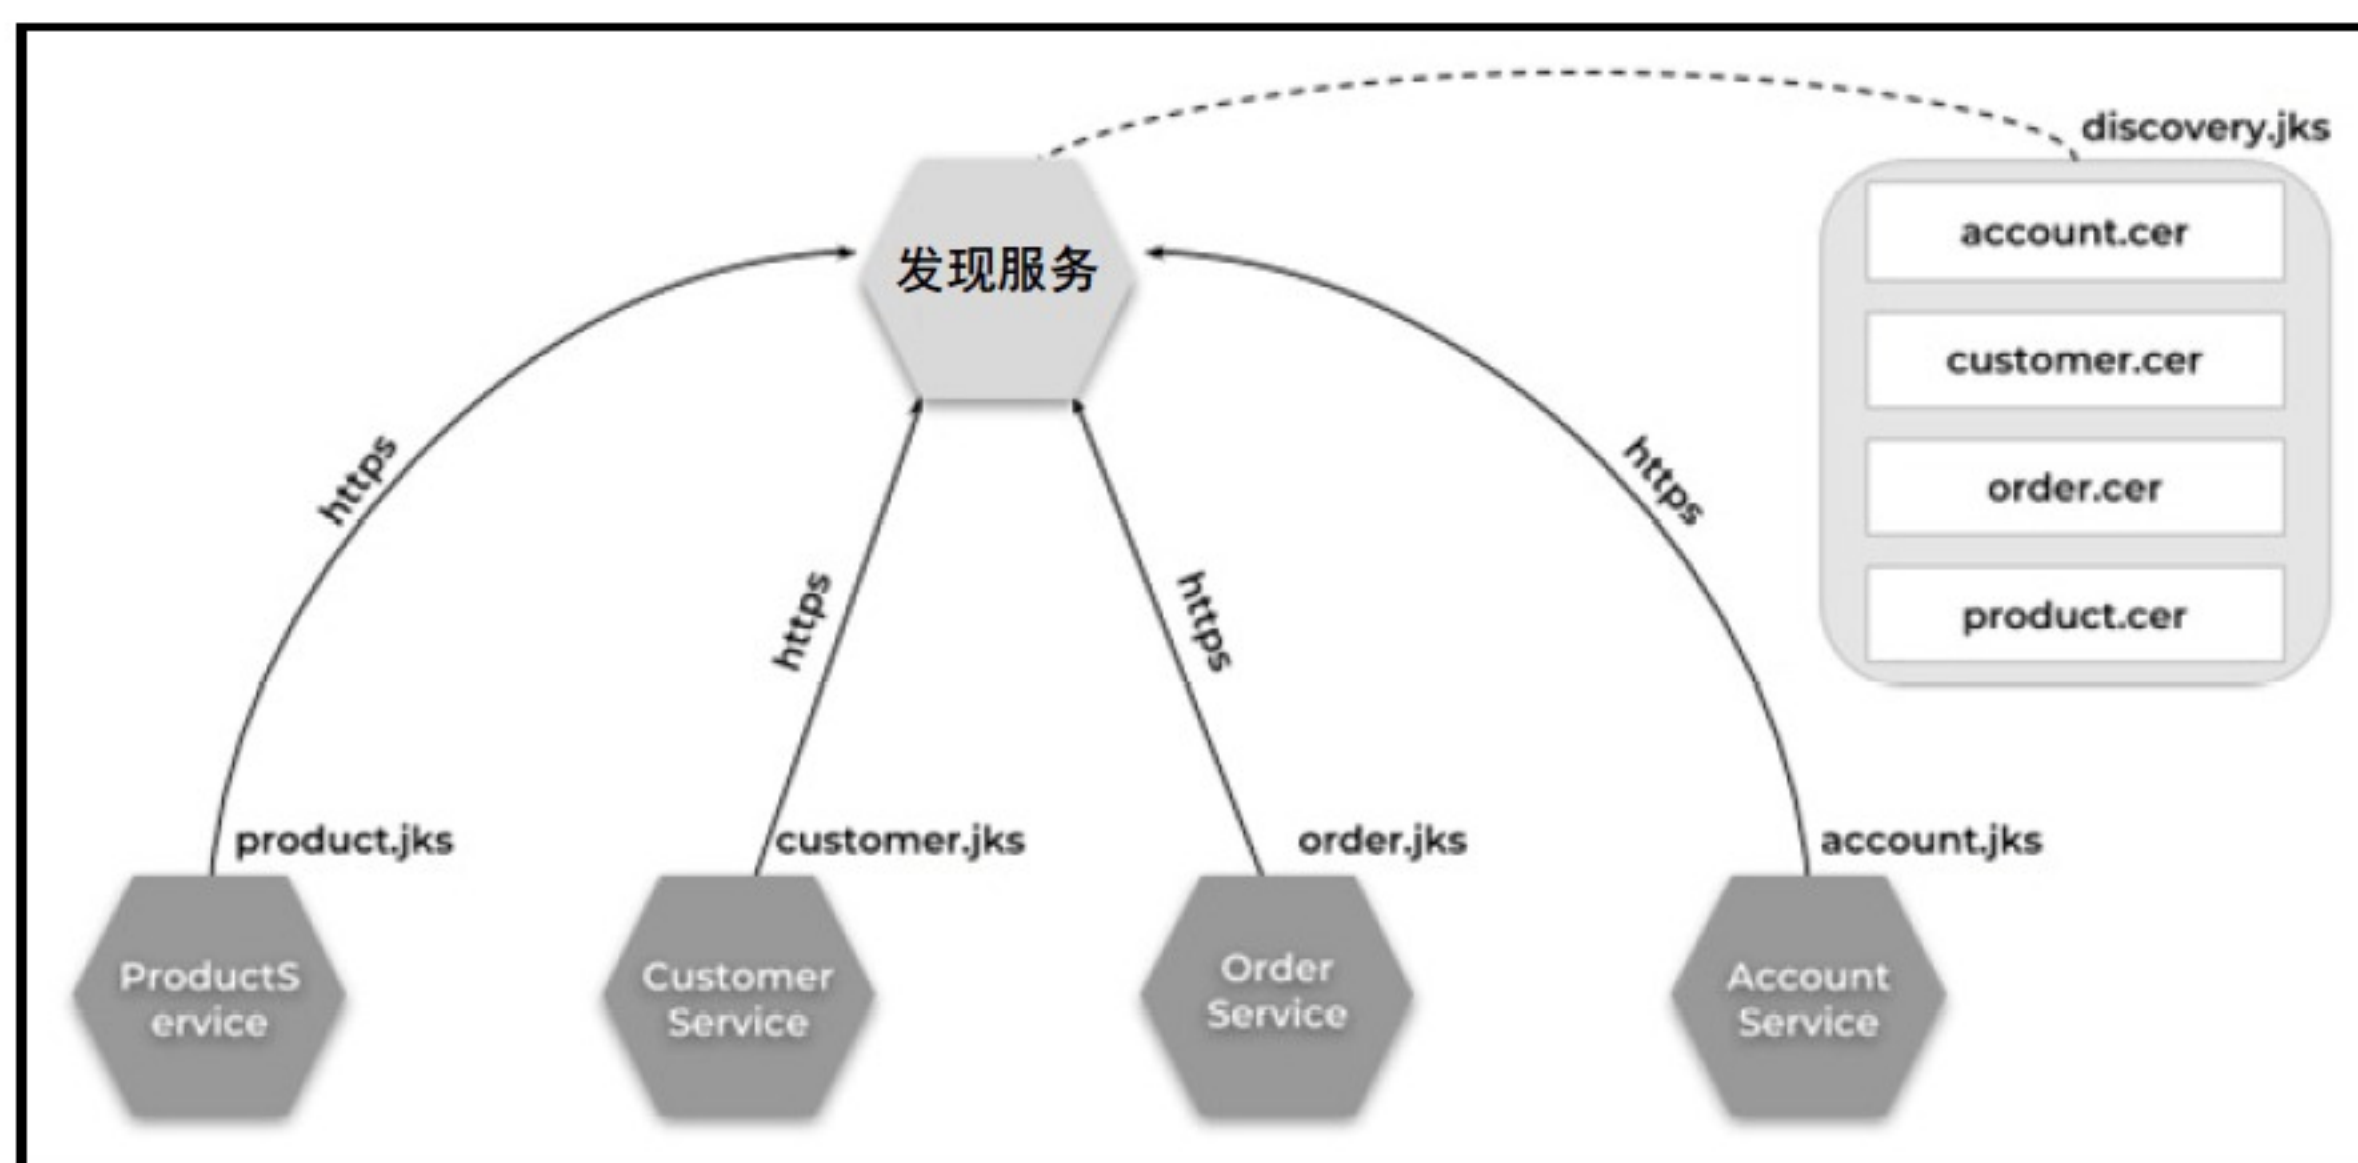 discovery.jks
发现服务
account.cer
customer.cer
order.cer
product.cer
https
https
https
https
product.jks
customer.jks
order.jks
account.jks
ProductS
ervice
Customer
Service
Order
Service
Account
Service